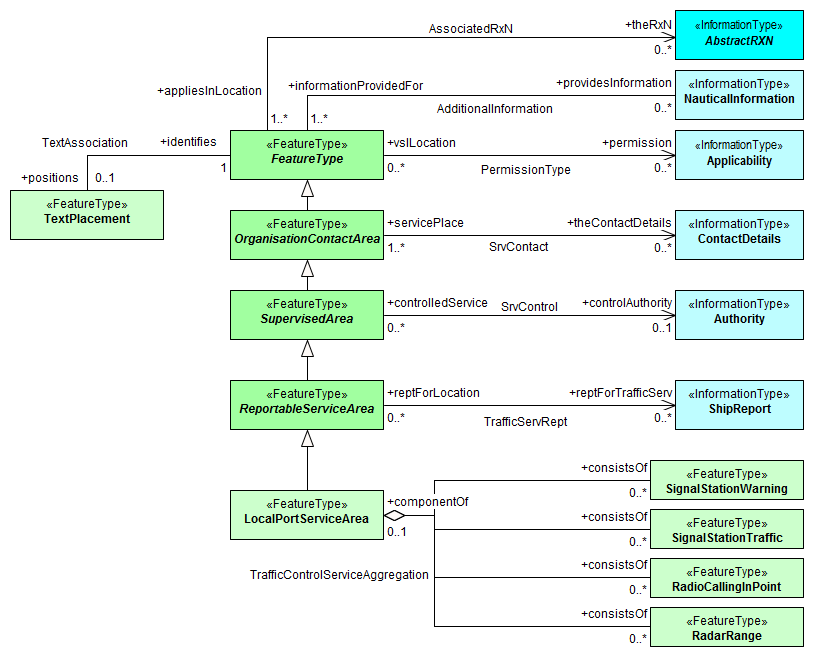 AssociatedRxN
+theRxN
0..*
«InformationType»
AbstractRXN
+appliesInLocation
1..*
+informationProvidedFor
1..*
AdditionalInformation
+providesInformation
0..*
«InformationType»
NauticalInformation
TextAssociation
+identifies
1
+positions
0..1
«FeatureType»
TextPlacement
«FeatureType»
FeatureType
+vslLocation
0..*
PermissionType
+permission
0..*
«InformationType»
Applicability
«FeatureType»
OrganisationContactArea
+servicePlace
1..*
SrvContact
+theContactDetails
0..*
«InformationType»
ContactDetails
«FeatureType»
SupervisedArea
+controlledService
0..*
SrvControl
+controlAuthority
0..1
«InformationType»
Authority
«FeatureType»
ReportableServiceArea
+reptForLocation
0..*
TrafficServRept
+reptForTrafficServ
0..*
«InformationType»
ShipReport
«FeatureType»
LocalPortServiceArea
+componentOf
0..1
TrafficControlServiceAggregation
+consistsOf
0..*
«FeatureType»
SignalStationWarning
+consistsOf
0..*
«FeatureType»
SignalStationTraffic
+consistsOf
0..*
«FeatureType»
RadioCallingInPoint
+consistsOf
0..*
«FeatureType»
RadarRange